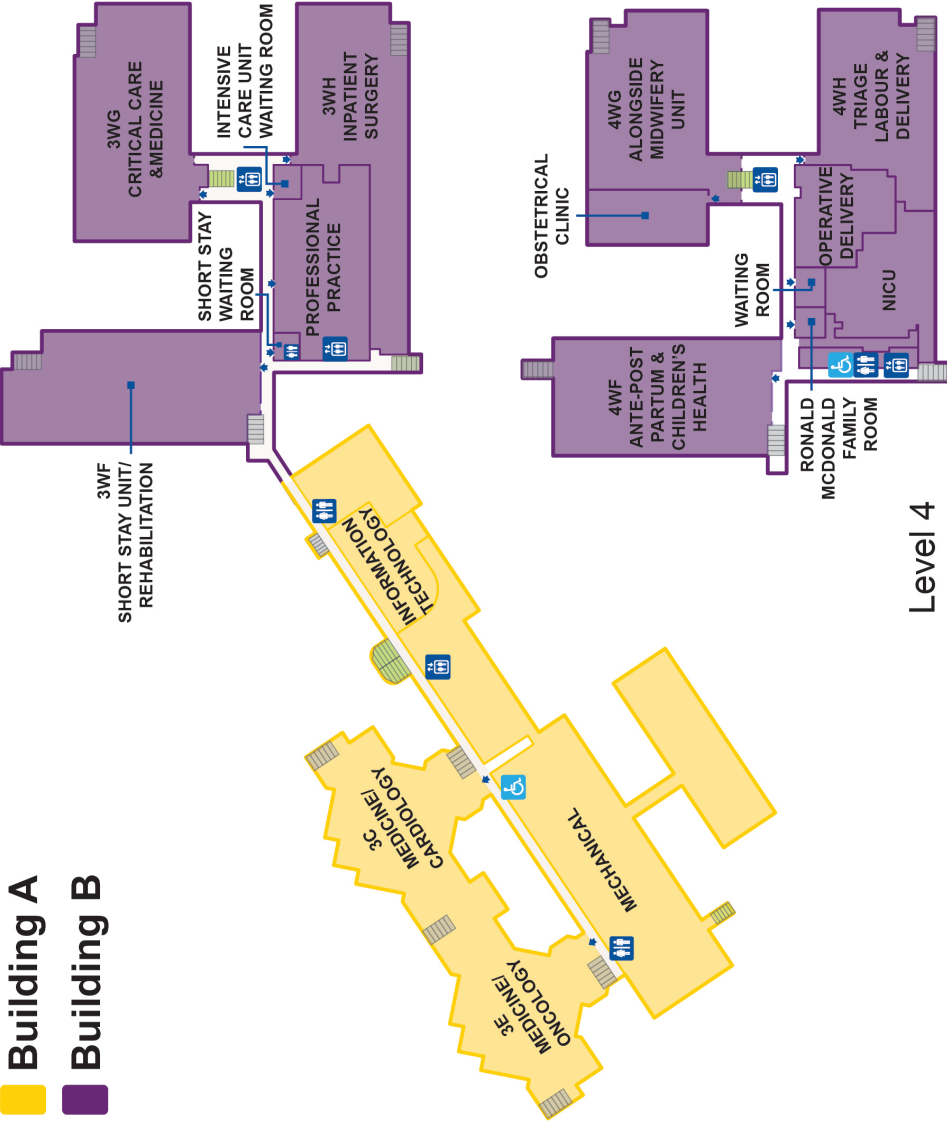 Building A
Building B
3WG
CRITICAL CARE
&MEDICINE
INTENSIVE
CARE UNIT
WAITING ROOM
3WH
INPATIENT
SURGERY
SHORT STAY
WAITING
ROOM
PROFESSIONAL
PRACTICE
3WF
SHORT STAY UNIT/
REHABILITATION
INFORMATION
TECHNOLOGY
3C
MEDICINE/
CARDIOLOGY
MECHANICAL
3E
MEDICINE/
ONCOLOGY
4WG
ALONGSIDE
MIDWIFERY
UNIT
4WH
TRIAGE
LABOUR &
DELIVERY
OBSTETRICAL
CLINIC
OPERATIVE
DELIVERY
WAITING
ROOM
NICU
4WF
ANTE-POST
PARTUM &
CHILDREN'S
HEALTH
RONALD
MCDONALD
FAMILY
ROOM
Level 4